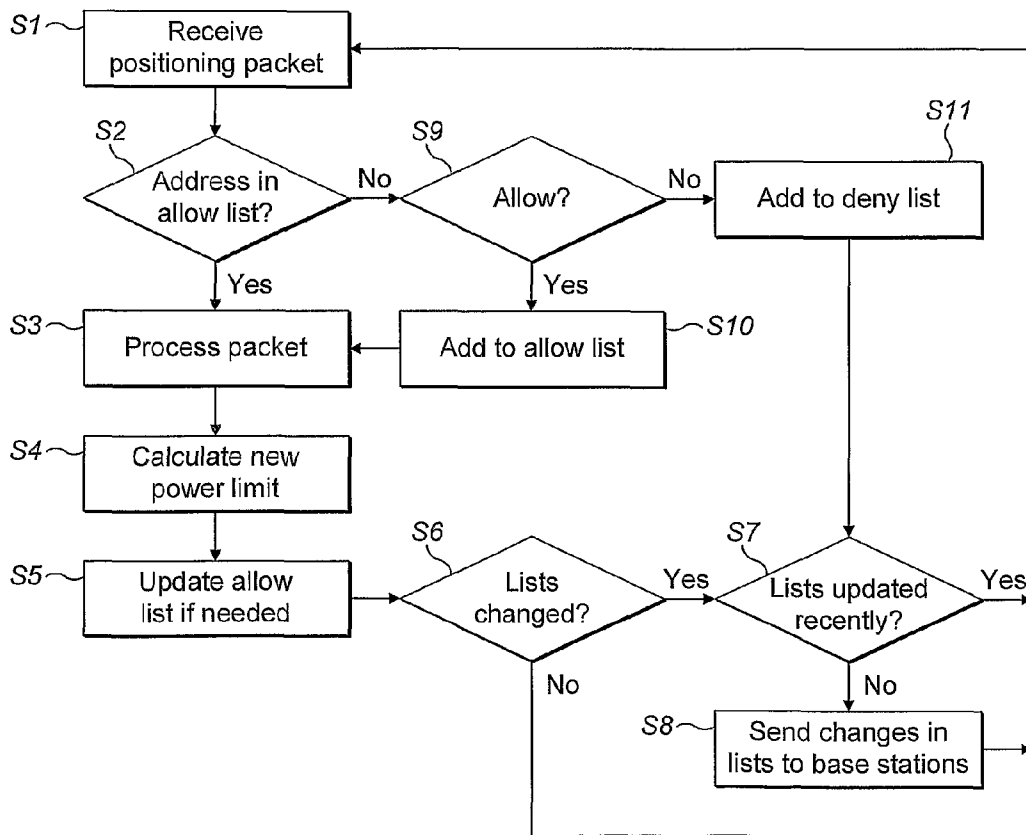 S1
Receive
positioning packet
S2
Address in
allow list?
No
Yes
S9
Allow?
No
Yes
S11
Add to deny list
S3
Process packet
S10
Add to allow list
S4
Calculate new
power limit
S5
Update allow
list if needed
S6
Lists
changed?
Yes
No
S7
Lists updated
recently?
Yes
No
S8
Send changes in
lists to base stations